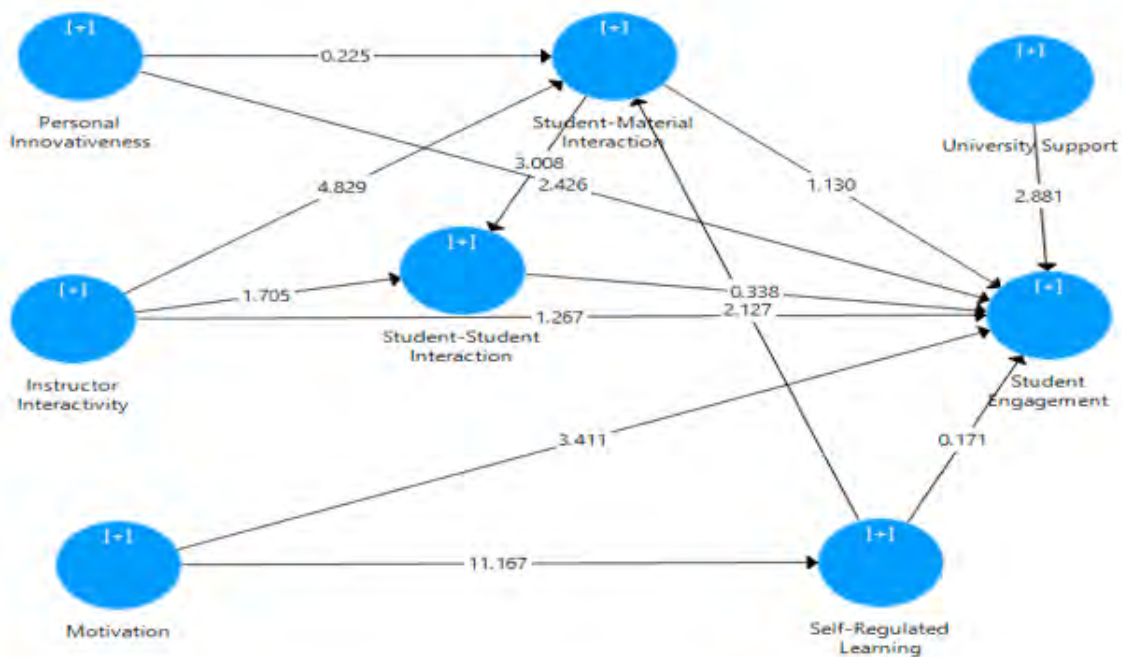 [+]
[+]
[+]
0.225
Personal
Innovativeness
Student-Material
Interaction
University Support
3.008
4.829
2.426
1.130
2.881
[+]
[+]
[+]
1.705
0.338
1.267
2.127
Student-Student
Interaction
Instructor
Interactivity
Student
Engagement
3.411
0.171
[+]
[+]
11.167
Motivation
Self-Regulated
Learning